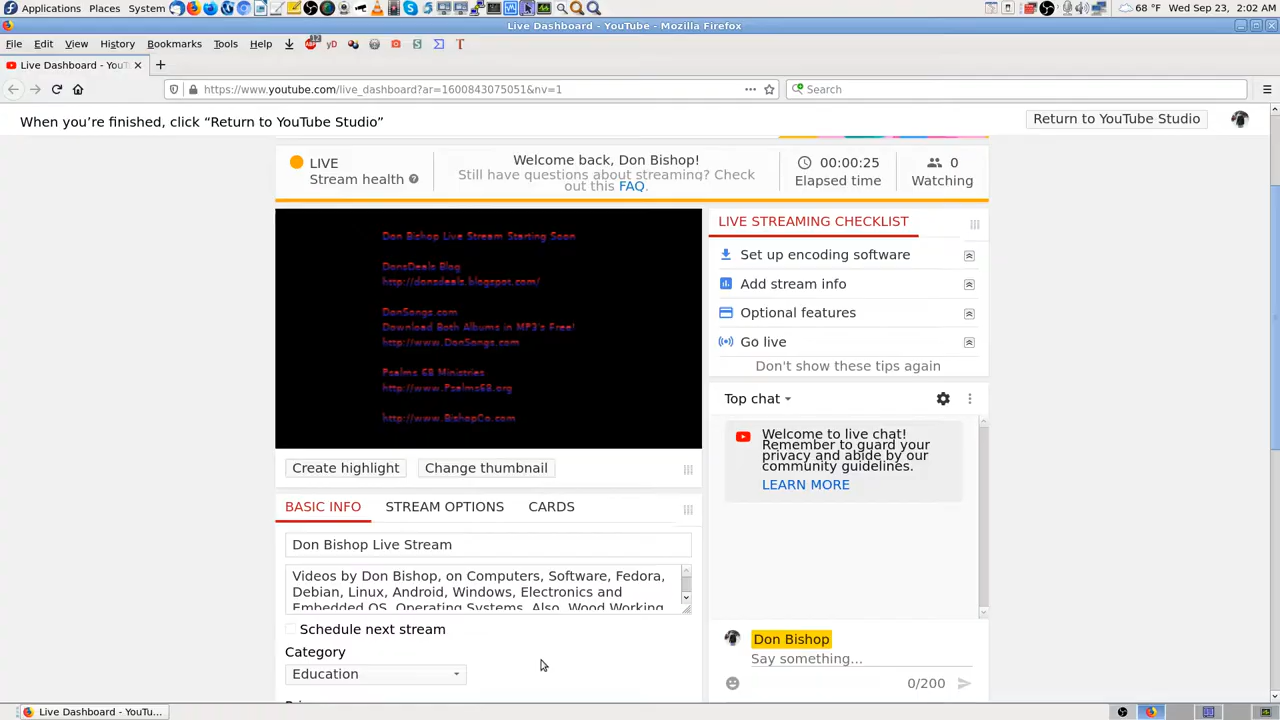 Applications Places System
68 °F Wed Sep 23, 2:02 AM
Live Dashboard - YouTube - Mozilla Firefox
File Edit View History Bookmarks Tools Help
Live Dashboard - YouT
https://www.youtube.com/live_dashboard?ar=1600843075051&nv=1
Search
When you're finished, click “Return to YouTube Studio”
Return to YouTube Studio
LIVE
Stream health
Welcome back, Don Bishop!
Still have questions about streaming? Check
out this FAQ.
00:00:25
Elapsed time
0
Watching
Don Bishop Live Stream Starting Soon
DonsDeals Blog
http://donsdeals.blogspot.com/
DonSongs.com
Download Both Albums in MP3's Free!
http://www.DonSongs.com
Psalms 68 Ministries
http://www.Psalms68.org
http://www.BishopCo.com
Create highlight
Change thumbnail
BASIC INFO STREAM OPTIONS CARDS
Don Bishop Live Stream
Videos by Don Bishop, on Computers, Software, Fedora,
Debian, Linux, Android, Windows, Electronics and
Embedded OS, Operating Systems, Also, Wood Working
Schedule next stream
Category
Education
LIVE STREAMING CHECKLIST
Set up encoding software
Add stream info
Optional features
Go live
Don't show these tips again
Top chat
Welcome to live chat!
Remember to guard your
privacy and abide by our
community guidelines.
LEARN MORE
Don Bishop
Say something...
0/200
Live Dashboard - YouTu...